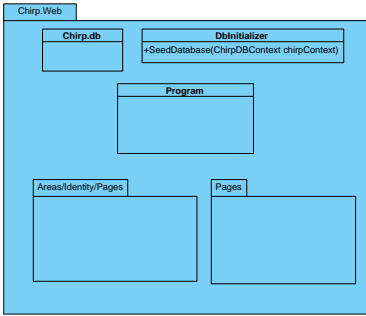 Chirp.Web
Chirp.db
DbInitializer
+SeedDatabase(ChirpDBContext chirpContext)
Program
Areas/Identity/Pages
Pages